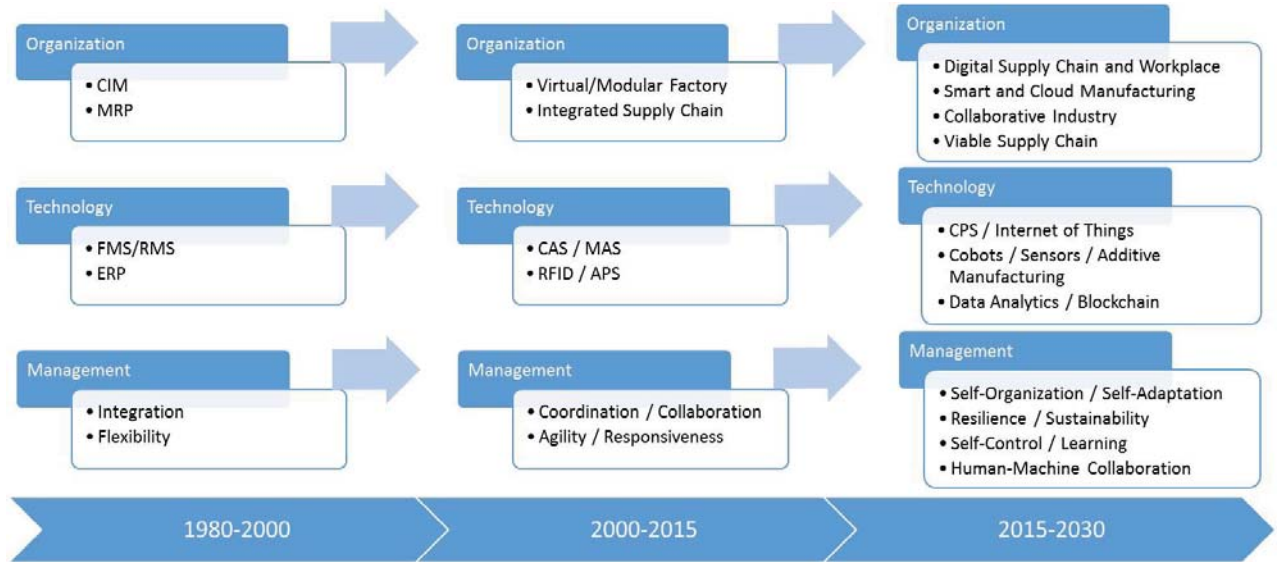 Organization
• CIM
• MRP
Organization
• Virtual/Modular Factory
• Integrated Supply Chain
Organization
• Digital Supply Chain and Workplace
• Smart and Cloud Manufacturing
• Collaborative Industry
• Viable Supply Chain
Technology
• FMS/RMS
• ERP
Technology
• CAS / MAS
• RFID / APS
Technology
• CPS / Internet of Things
• Cobots / Sensors / Additive
Manufacturing
• Data Analytics / Blockchain
Management
• Integration
• Flexibility
Management
• Coordination / Collaboration
• Agility / Responsiveness
Management
• Self-Organization / Self-Adaptation
• Resilience / Sustainability
• Self-Control / Learning
• Human-Machine Collaboration
1980-2000
2000-2015
2015-2030